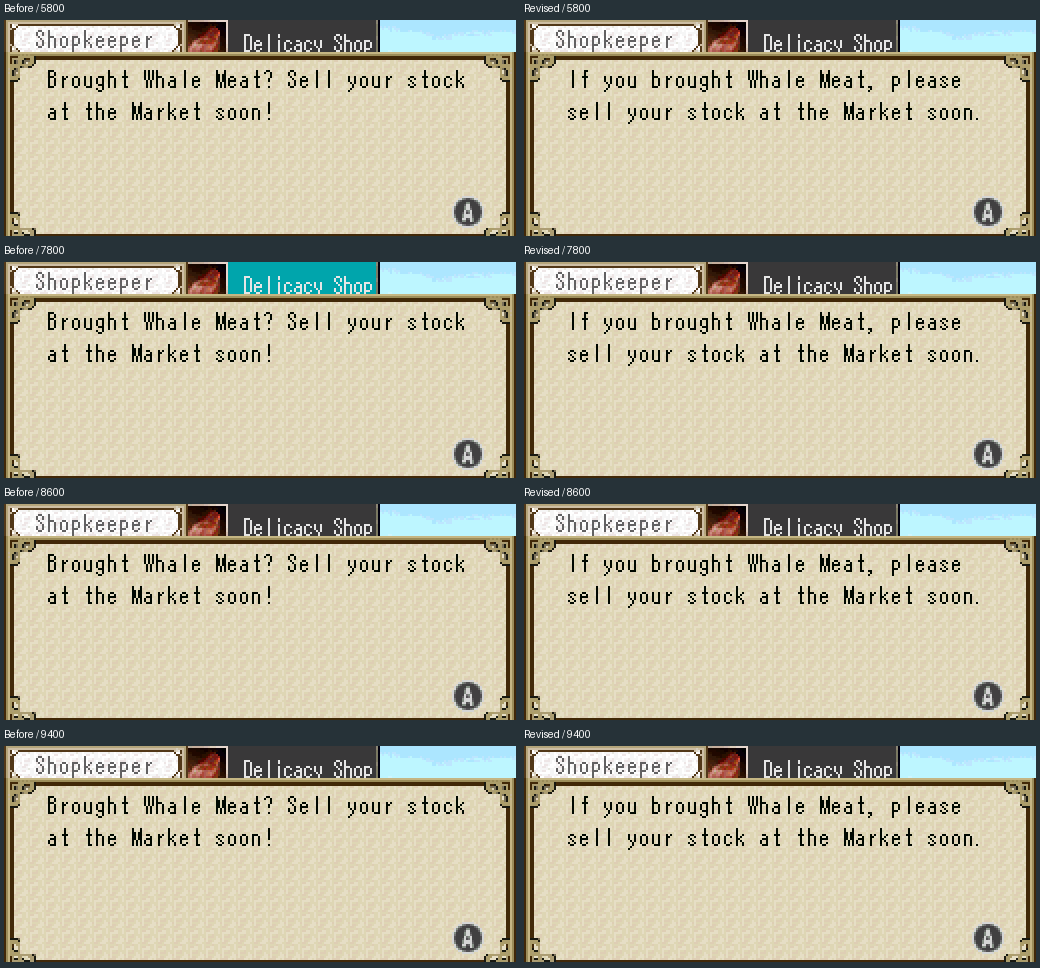 Before / 5800
Shopkeeper
Delicacy Shop
Brought Whale Meat? Sell your stock
at the Market soon!
A
Revised / 5800
Shopkeeper
Delicacy Shop
If you brought Whale Meat, please
sell your stock at the Market soon.
A
Before / 7800
Shopkeeper
Delicacy Shop
Brought Whale Meat? Sell your stock
at the Market soon!
A
Revised / 7800
Shopkeeper
Delicacy Shop
If you brought Whale Meat, please
sell your stock at the Market soon.
A
Before / 8600
Shopkeeper
Delicacy Shop
Brought Whale Meat? Sell your stock
at the Market soon!
A
Revised / 8600
Shopkeeper
Delicacy Shop
If you brought Whale Meat, please
sell your stock at the Market soon.
A
Before / 9400
Shopkeeper
Delicacy Shop
Brought Whale Meat? Sell your stock
at the Market soon!
A
Revised / 9400
Shopkeeper
Delicacy Shop
If you brought Whale Meat, please
sell your stock at the Market soon.
A